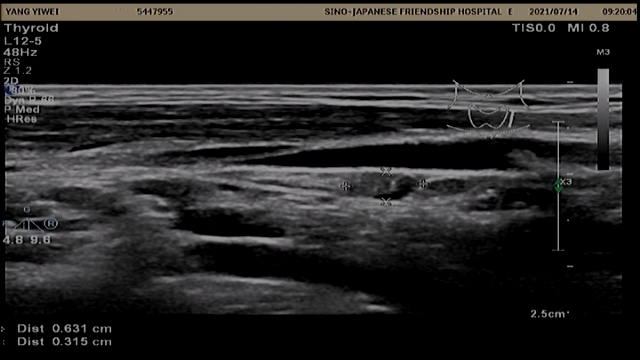 YANG YIWEI 5447955 SINO-JAPANESE FRIENDSHIP HOSPITAL E 2021/07/14 09:20:04
Thyroid TIS0.0 MI 0.8
L12-5
48Hz
RS
Z 1.2
2D
P Med
HRes
M3
G
R
4.8 9.6
X3
2.5cm
Dist 0.631 cm
Dist 0.315 cm